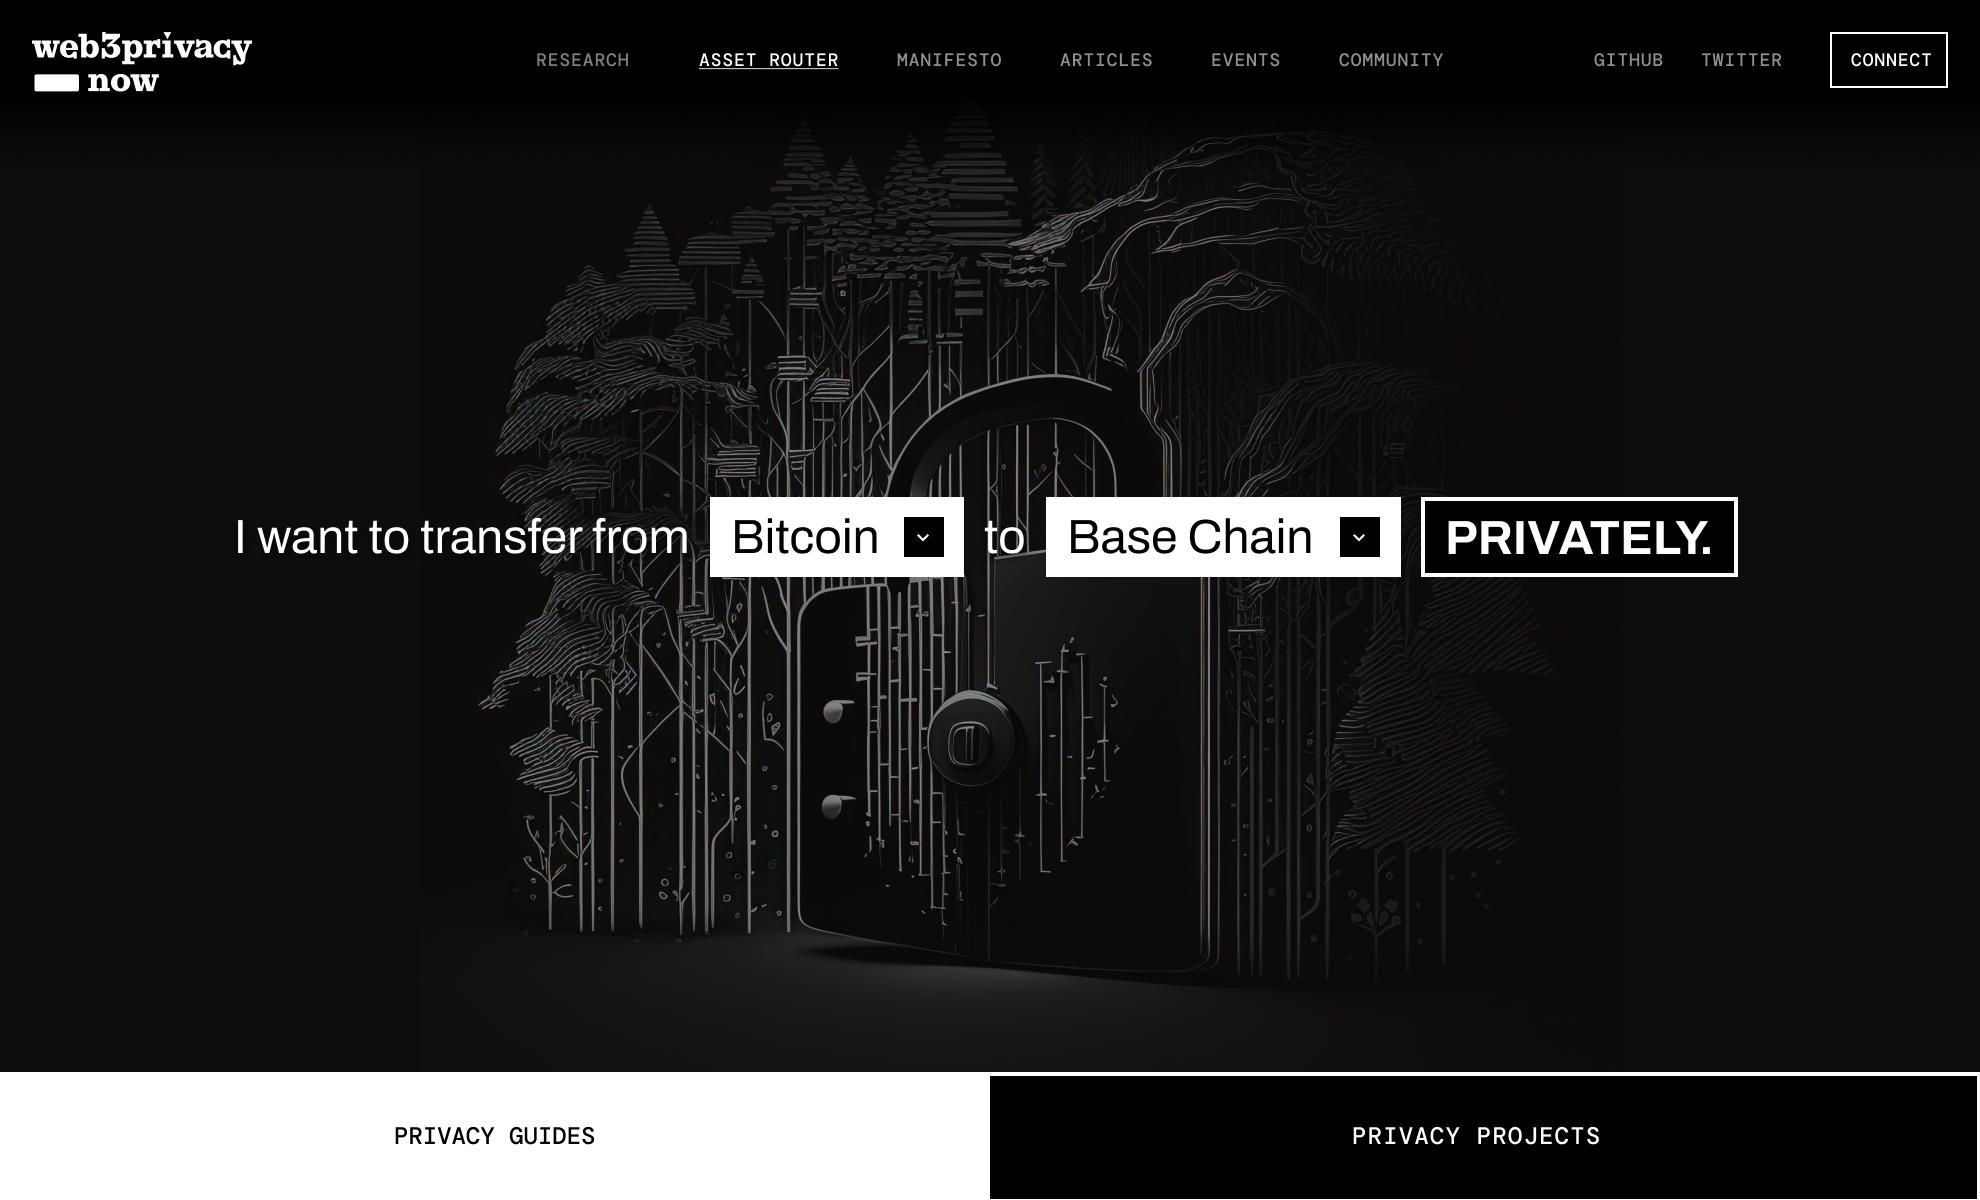 web3privacy
now
RESEARCH ASSET ROUTER MANIFESTO ARTICLES EVENTS COMMUNITY GITHUB TWITTER CONNECT
I want to transfer from Bitcoin to Base Chain PRIVATELY.
PRIVACY GUIDES PRIVACY PROJECTS